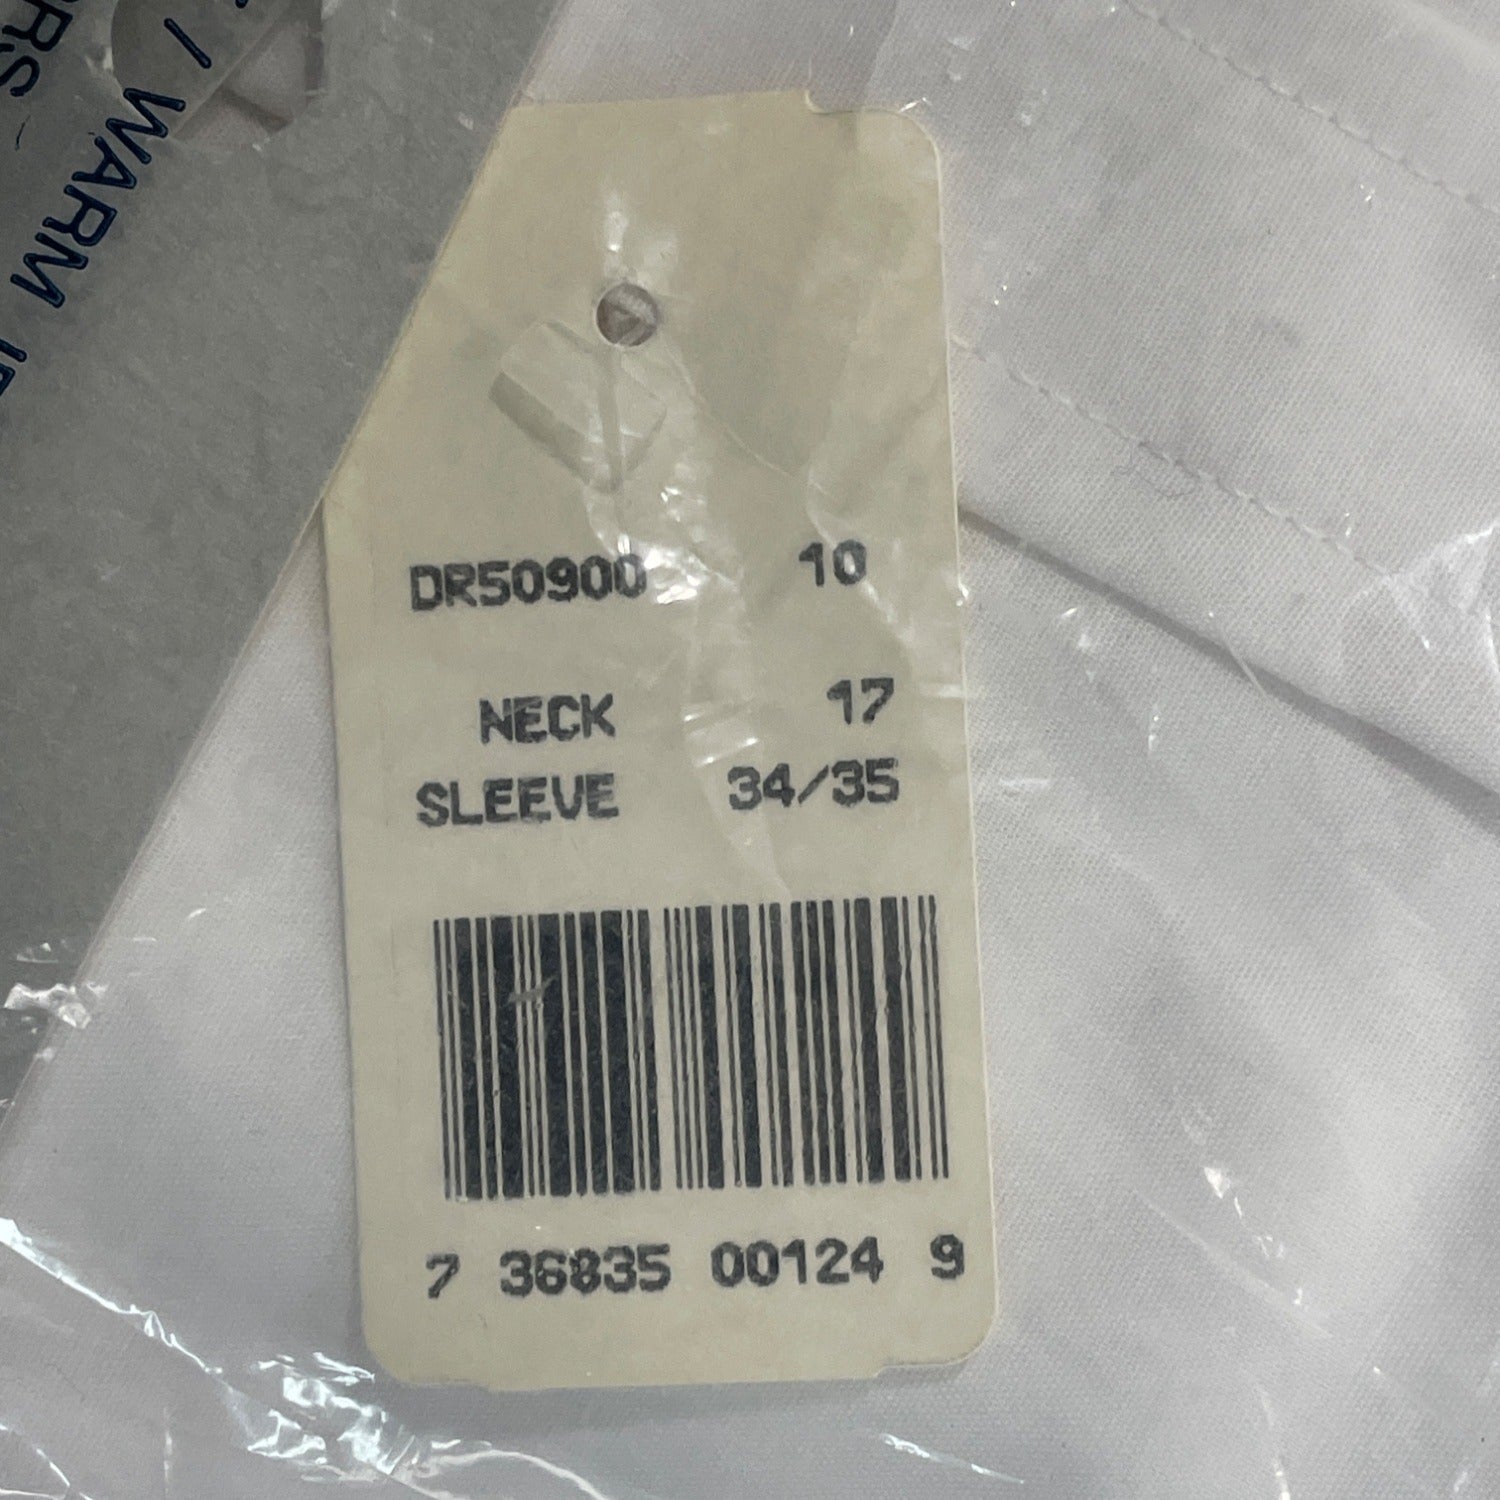 / WARM
DR50900 10
NECK 17
SLEEVE 34/35
7 36835 00124 9